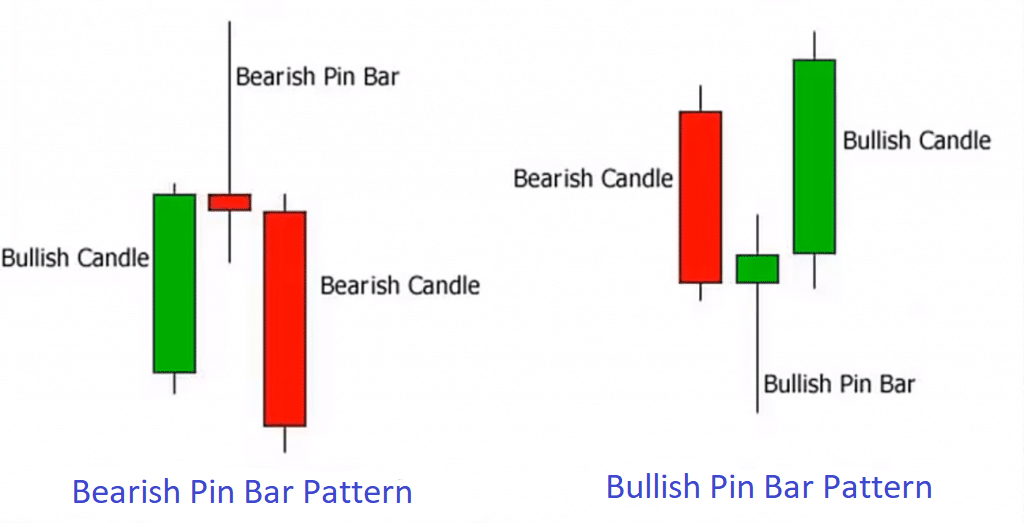 Bearish Pin Bar
Bullish Candle
Bearish Candle
Bearish Pin Bar Pattern
Bullish Candle
Bearish Candle
Bullish Pin Bar
Bullish Pin Bar Pattern